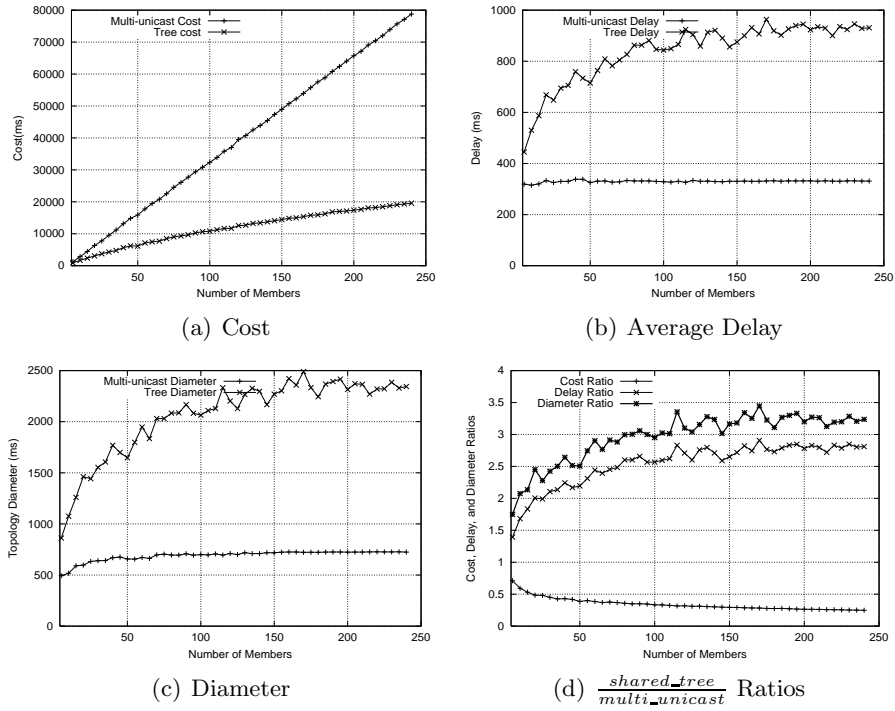 80000
70000
60000
50000
40000
30000
20000
10000
0
Cost(ms)
Multi-unicast Cost
Tree cost
50
100
150
200
250
Number of Members
(a) Cost
1000
800
600
400
200
0
Delay (ms)
Multi-unicast Delay
Tree Delay
50
100
150
200
250
Number of Members
(b) Average Delay
2500
2000
1500
1000
500
0
Topology Diameter (ms)
Multi-unicast Diameter
Tree Diameter
50
100
150
200
250
Number of Members
(c) Diameter
4
3.5
3
2.5
2
1.5
1
0.5
0
Cost, Delay, and Diameter Ratios
Cost Ratio
Delay Ratio
Diameter Ratio
50
100
150
200
250
Number of Members
(d) shared_tree/multi_unicast Ratios